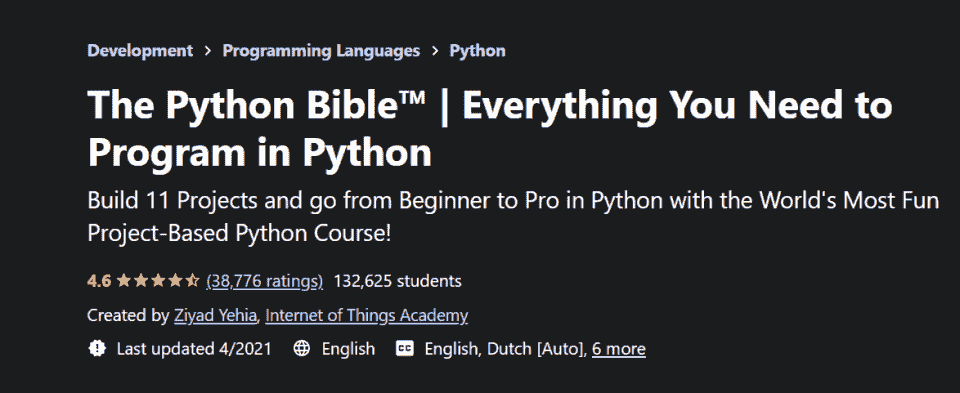 Development > Programming Languages > Python
The Python Bible™ | Everything You Need to
Program in Python
Build 11 Projects and go from Beginner to Pro in Python with the World's Most Fun
Project-Based Python Course!
4.6 (38,776 ratings) 132,625 students
Created by Ziyad Yehia, Internet of Things Academy
Last updated 4/2021 English CC English, Dutch [Auto], 6 more